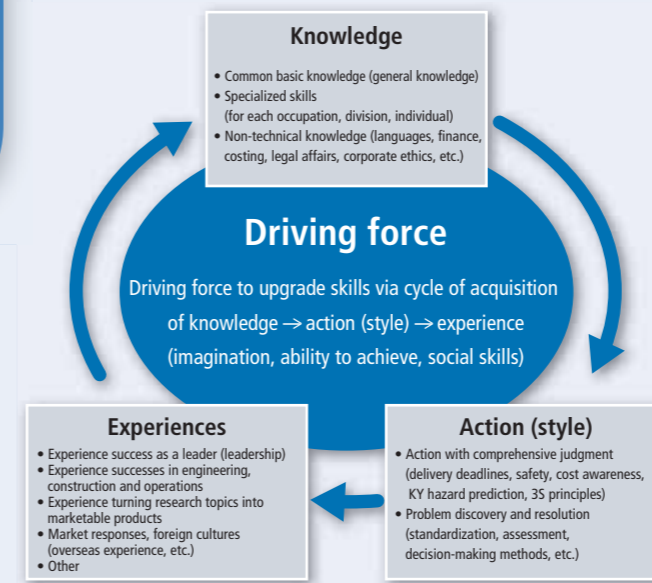 Knowledge
• Common basic knowledge (general knowledge)
• Specialized skills
(for each occupation, division, individual)
• Non-technical knowledge (languages, finance,
costing, legal affairs, corporate ethics, etc.)
Driving force
Driving force to upgrade skills via cycle of acquisition
of knowledge → action (style) → experience
(imagination, ability to achieve, social skills)
Experiences
• Experience success as a leader (leadership)
• Experience successes in engineering,
construction and operations
• Experience turning research topics into
marketable products
• Market responses, foreign cultures
(overseas experience, etc.)
• Other
Action (style)
• Action with comprehensive judgment
(delivery deadlines, safety, cost awareness,
KY hazard prediction, 3S principles)
• Problem discovery and resolution
(standardization, assessment,
decision-making methods, etc.)